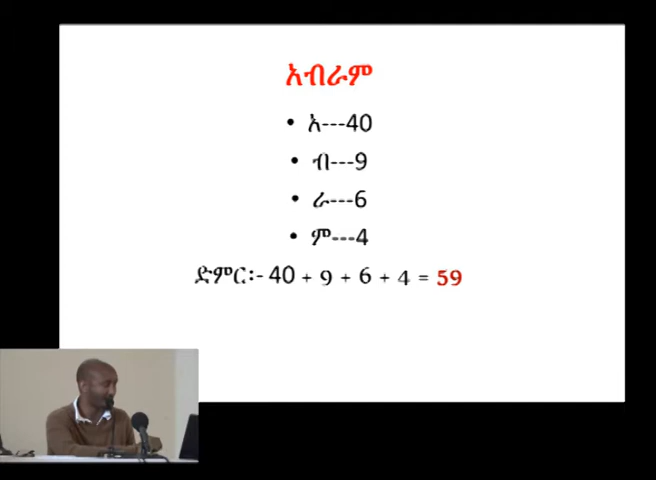 አብራም
• አ---40
• ብ---9
• ራ---6
• ም---4
ድምር፡- 40 + 9 + 6 + 4 = 59